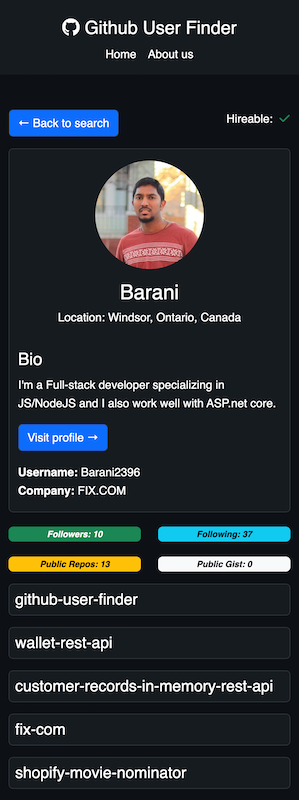 Github User Finder
Home About us
← Back to search
Hireable: ✓
Barani
Location: Windsor, Ontario, Canada
Bio
I'm a Full-stack developer specializing in
JS/NodeJS and I also work well with ASP.net core.
Visit profile →
Username: Barani2396
Company: FIX.COM
Followers: 10
Following: 37
Public Repos: 13
Public Gist: 0
github-user-finder
wallet-rest-api
customer-records-in-memory-rest-api
fix-com
shopify-movie-nominator